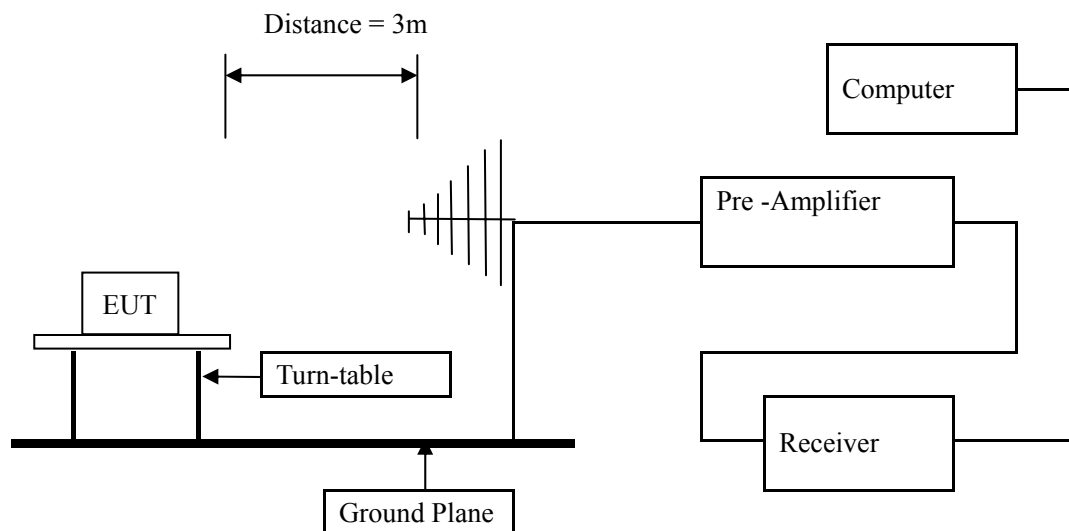 Distance = 3m
Computer
Pre -Amplifier
EUT
Turn-table
Receiver
Ground Plane